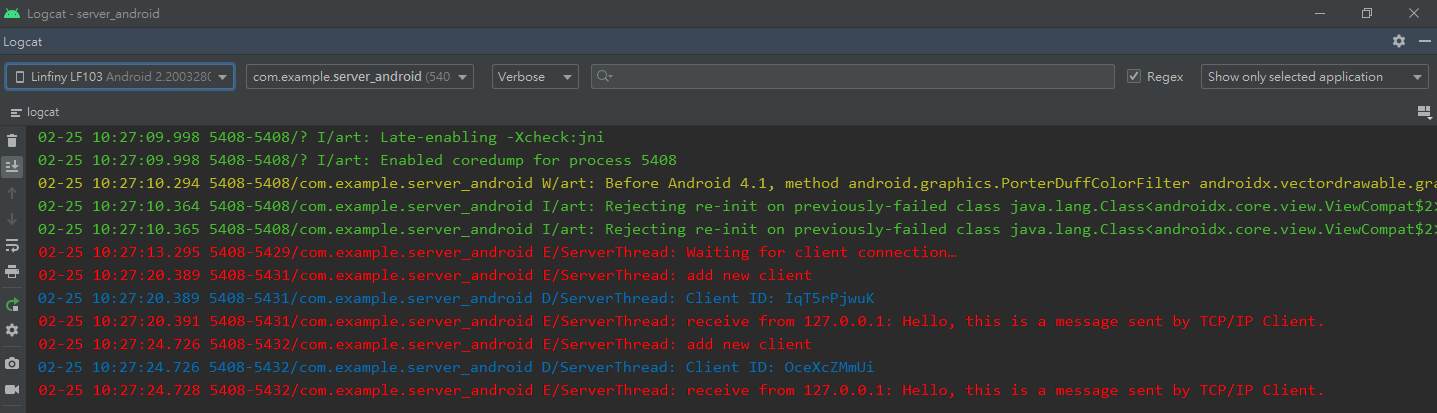 Logcat - server_android
Logcat
Linfiny LF103 Android 2.2003280 com.example.server_android (540 Verbose Regex Show only selected application
logcat
02-25 10:27:09.998 5408-5408/? I/art: Late-enabling -Xcheck:jni
02-25 10:27:09.998 5408-5408/? I/art: Enabled coredump for process 5408
02-25 10:27:10.294 5408-5408/com.example.server_android W/art: Before Android 4.1, method android.graphics.PorterDuffColorFilter androidx.vectordrawable.gra
02-25 10:27:10.364 5408-5408/com.example.server_android I/art: Rejecting re-init on previously-failed class java.lang.Class<androidx.core.view.ViewCompat$2>
02-25 10:27:10.365 5408-5408/com.example.server_android I/art: Rejecting re-init on previously-failed class java.lang.Class<androidx.core.view.ViewCompat$2>
02-25 10:27:13.295 5408-5429/com.example.server_android E/ServerThread: Waiting for client connection…
02-25 10:27:20.389 5408-5431/com.example.server_android E/ServerThread: add new client
02-25 10:27:20.389 5408-5431/com.example.server_android D/ServerThread: Client ID: IqT5rPjwuK
02-25 10:27:20.391 5408-5431/com.example.server_android E/ServerThread: receive from 127.0.0.1: Hello, this is a message sent by TCP/IP Client.
02-25 10:27:24.726 5408-5432/com.example.server_android E/ServerThread: add new client
02-25 10:27:24.726 5408-5432/com.example.server_android D/ServerThread: Client ID: OceXcZMmUi
02-25 10:27:24.728 5408-5432/com.example.server_android E/ServerThread: receive from 127.0.0.1: Hello, this is a message sent by TCP/IP Client.